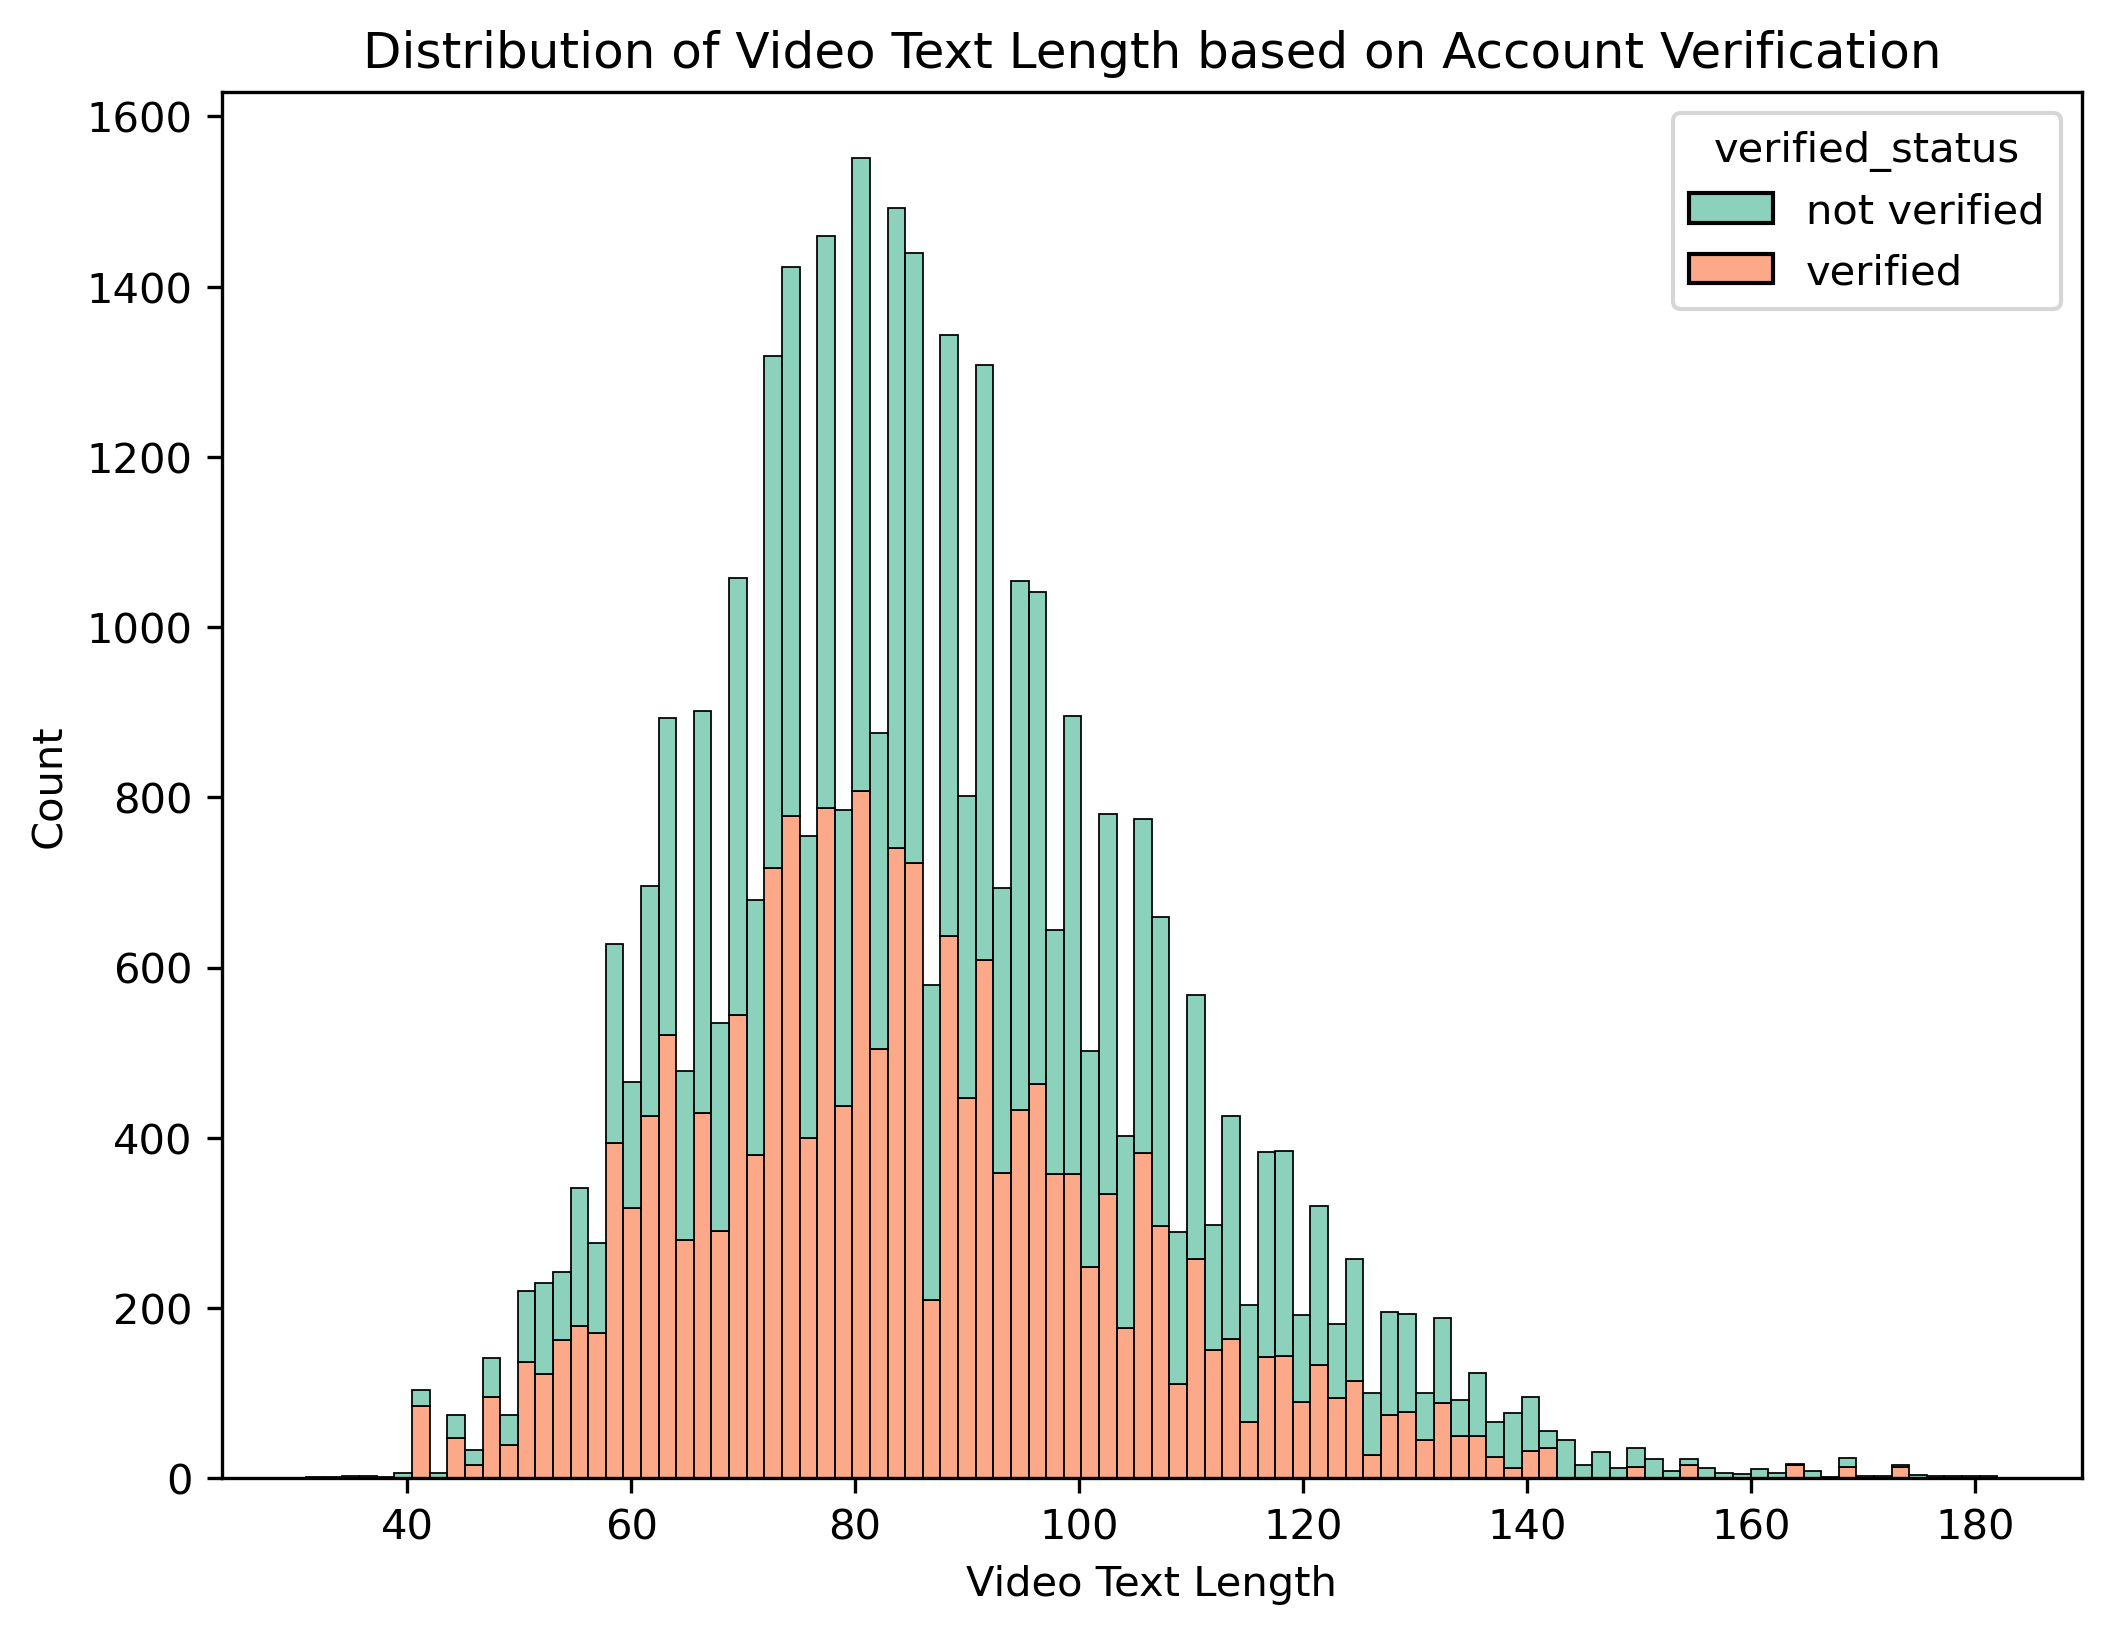 Distribution of Video Text Length based on Account Verification
1600
1400
1200
1000
800
600
400
200
0
Count
verified_status
not verified
verified
40 60 80 100 120 140 160 180
Video Text Length